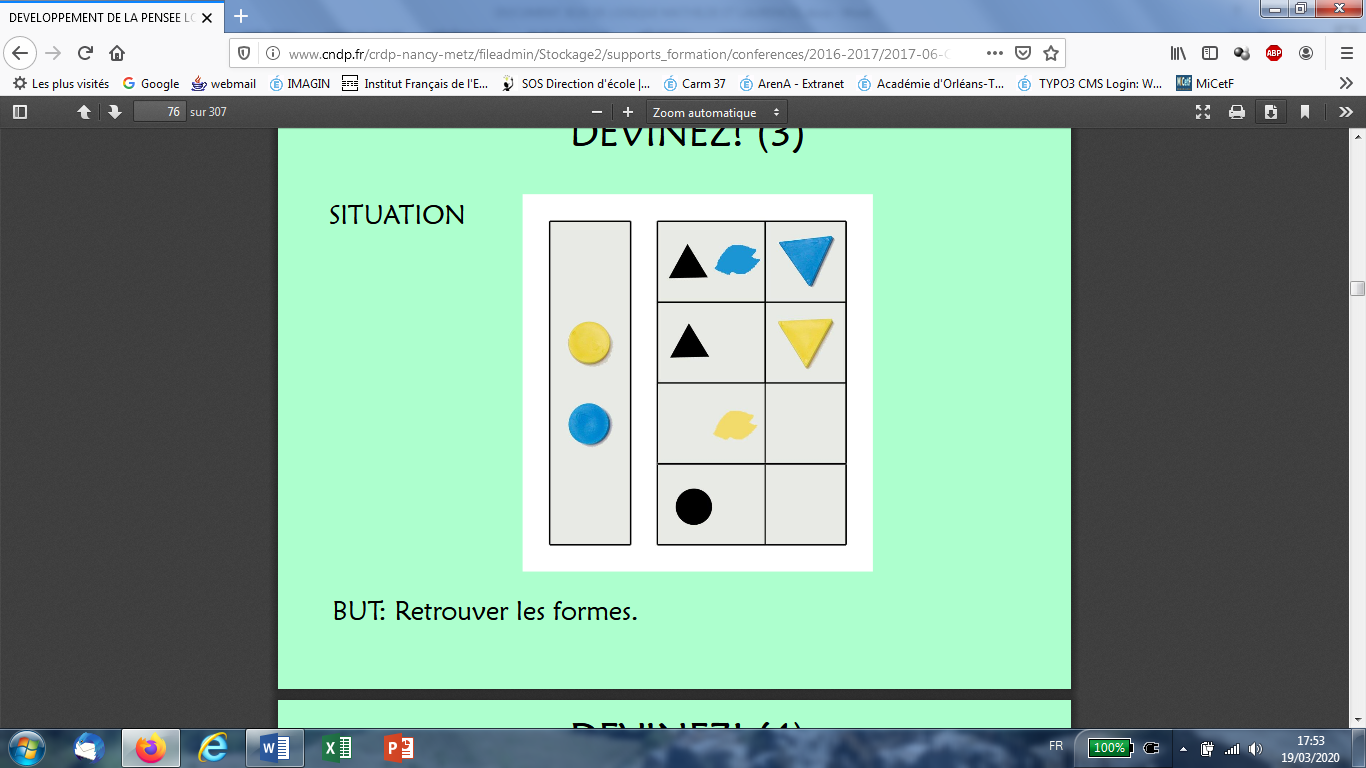 DEVELOPPEMENT DE LA PENSEE LO
www.cndp.fr/crdp-nancy-metz/fileadmin/Stockage2/supports_formation/conferences/2016-2017/2017-06-
Les plus visités
Google
webmail
IMAGIN
Institut Français de l'E...
SOS Direction d'école |...
Carm 37
ArenA - Extranet
Académie d'Orléans-T...
TYPO3 CMS Login: W...
MiCetF
76 sur 307
Zoom automatique
DEVINEZ! (3)
SITUATION
BUT: Retrouver les formes.
DEVINEZ! (4)
FR
100%
17:53
19/03/2020